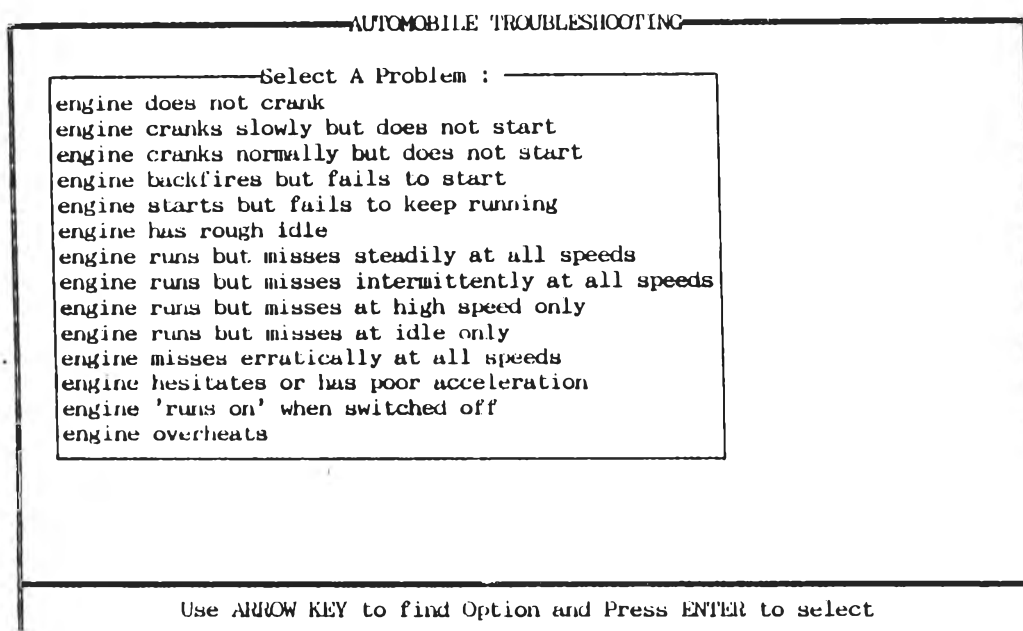 AUTOMOBILE TROUBLESHOOTING
Select A Problem :
engine does not crank
engine cranks slowly but does not start
engine cranks normally but does not start
engine backfires but fails to start
engine starts but fails to keep running
engine has rough idle
engine runs but misses steadily at all speeds
engine runs but misses intermittently at all speeds
engine runs but misses at high speed only
engine runs but misses at idle only
engine misses erratically at all speeds
engine hesitates or has poor acceleration
engine 'runs on' when switched off
engine overheats
Use ARROW KEY to find Option and Press ENTER to select